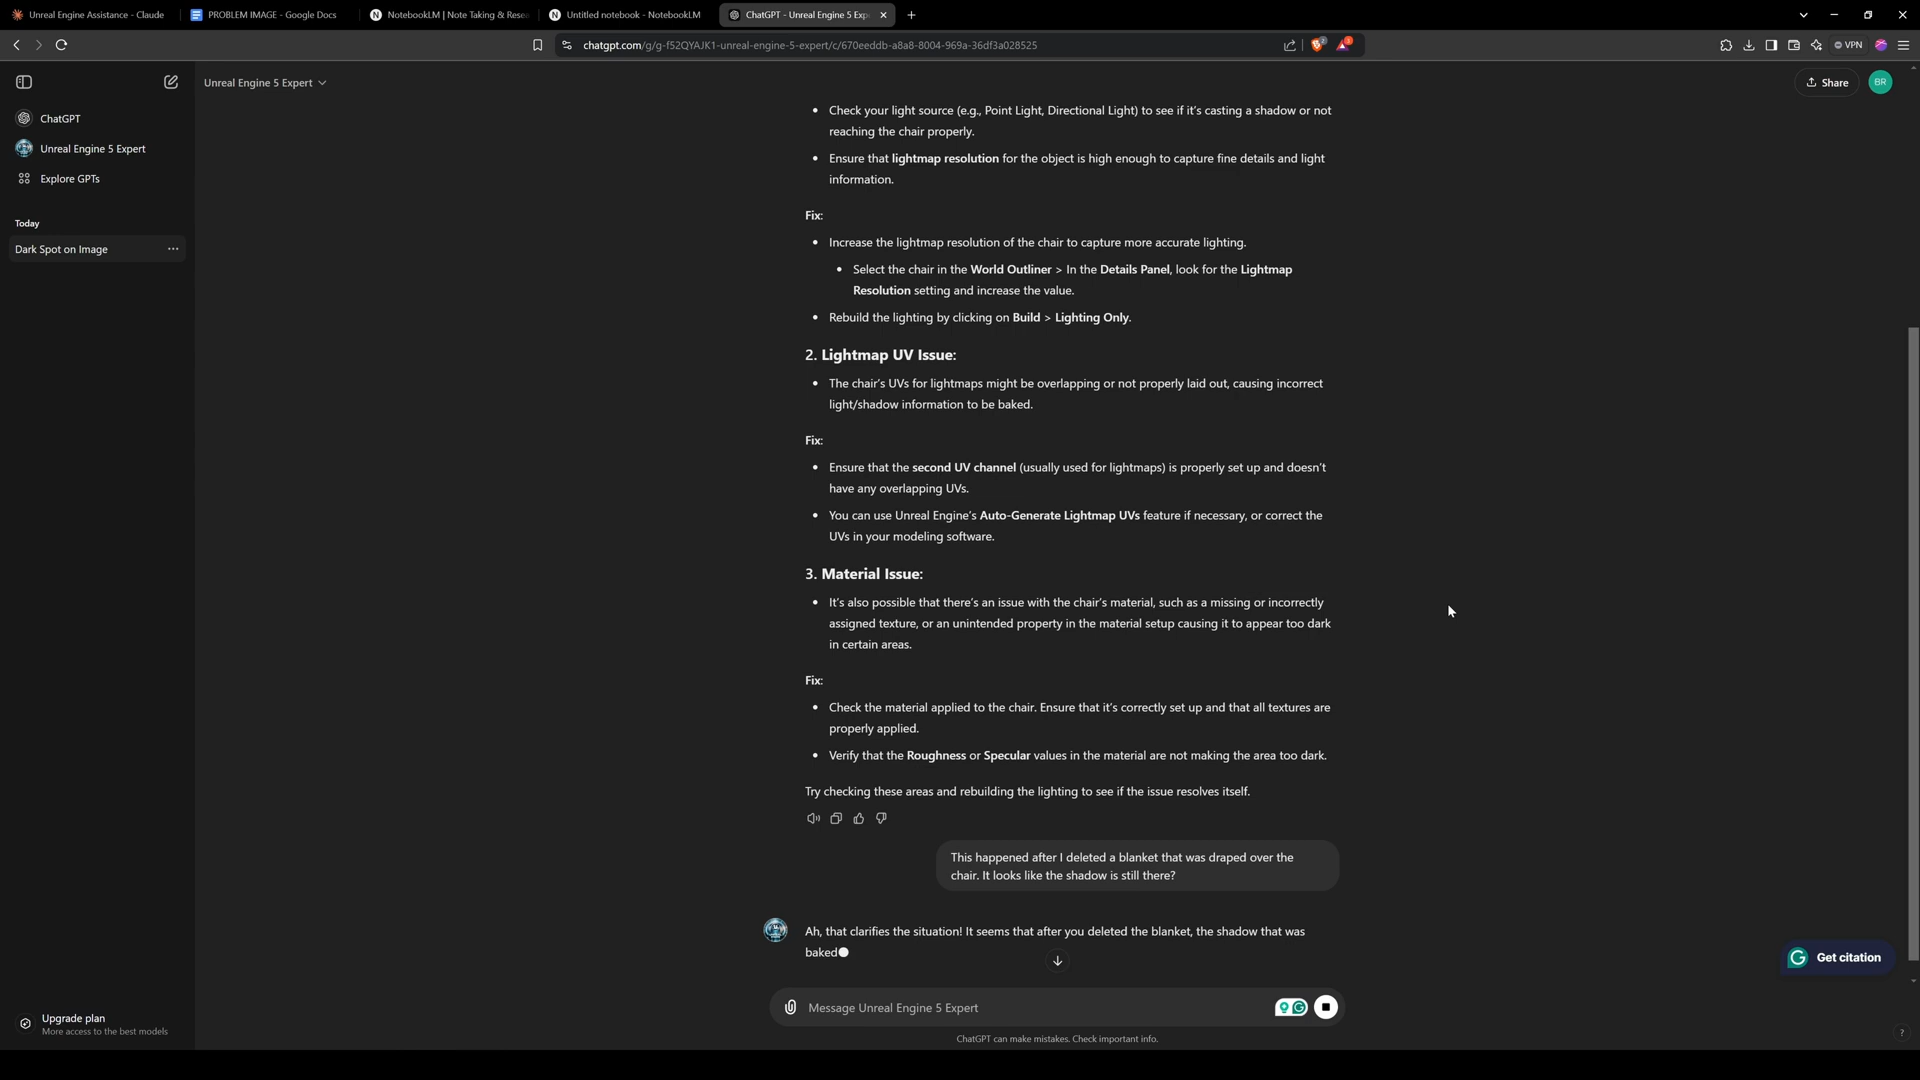 Unreal Engine Assistance - Claude
PROBLEM IMAGE - Google Docs
NotebookLM | Note Taking & Rese
Untitled notebook - NotebookLM
ChatGPT - Unreal Engine 5 Exp
chatgpt.com/g/g-f52QYAJK1-unreal-engine-5-expert/c/670eeddb-a8a8-8004-969a-36df3a028525
2
3
VPN
Unreal Engine 5 Expert
Share
BR
ChatGPT
Unreal Engine 5 Expert
Explore GPTs
Today
Dark Spot on Image
Check your light source (e.g., Point Light, Directional Light) to see if it's casting a shadow or not
reaching the chair properly.
Ensure that lightmap resolution for the object is high enough to capture fine details and light
information.
Fix:
Increase the lightmap resolution of the chair to capture more accurate lighting.
Select the chair in the World Outliner > In the Details Panel, look for the Lightmap
Resolution setting and increase the value.
Rebuild the lighting by clicking on Build > Lighting Only.
2. Lightmap UV Issue:
The chair's UVs for lightmaps might be overlapping or not properly laid out, causing incorrect
light/shadow information to be baked.
Fix:
Ensure that the second UV channel (usually used for lightmaps) is properly set up and doesn't
have any overlapping UVs.
You can use Unreal Engine's Auto-Generate Lightmap UVs feature if necessary, or correct the
UVs in your modeling software.
3. Material Issue:
It's also possible that there's an issue with the chair's material, such as a missing or incorrectly
assigned texture, or an unintended property in the material setup causing it to appear too dark
in certain areas.
Fix:
Check the material applied to the chair. Ensure that it's correctly set up and that all textures are
properly applied.
Verify that the Roughness or Specular values in the material are not making the area too dark.
Try checking these areas and rebuilding the lighting to see if the issue resolves itself.
This happened after I deleted a blanket that was draped over the
chair. It looks like the shadow is still there?
Ah, that clarifies the situation! It seems that after you deleted the blanket, the shadow that was
baked
Get citation
Message Unreal Engine 5 Expert
Upgrade plan
More access to the best models
ChatGPT can make mistakes. Check important info.
?